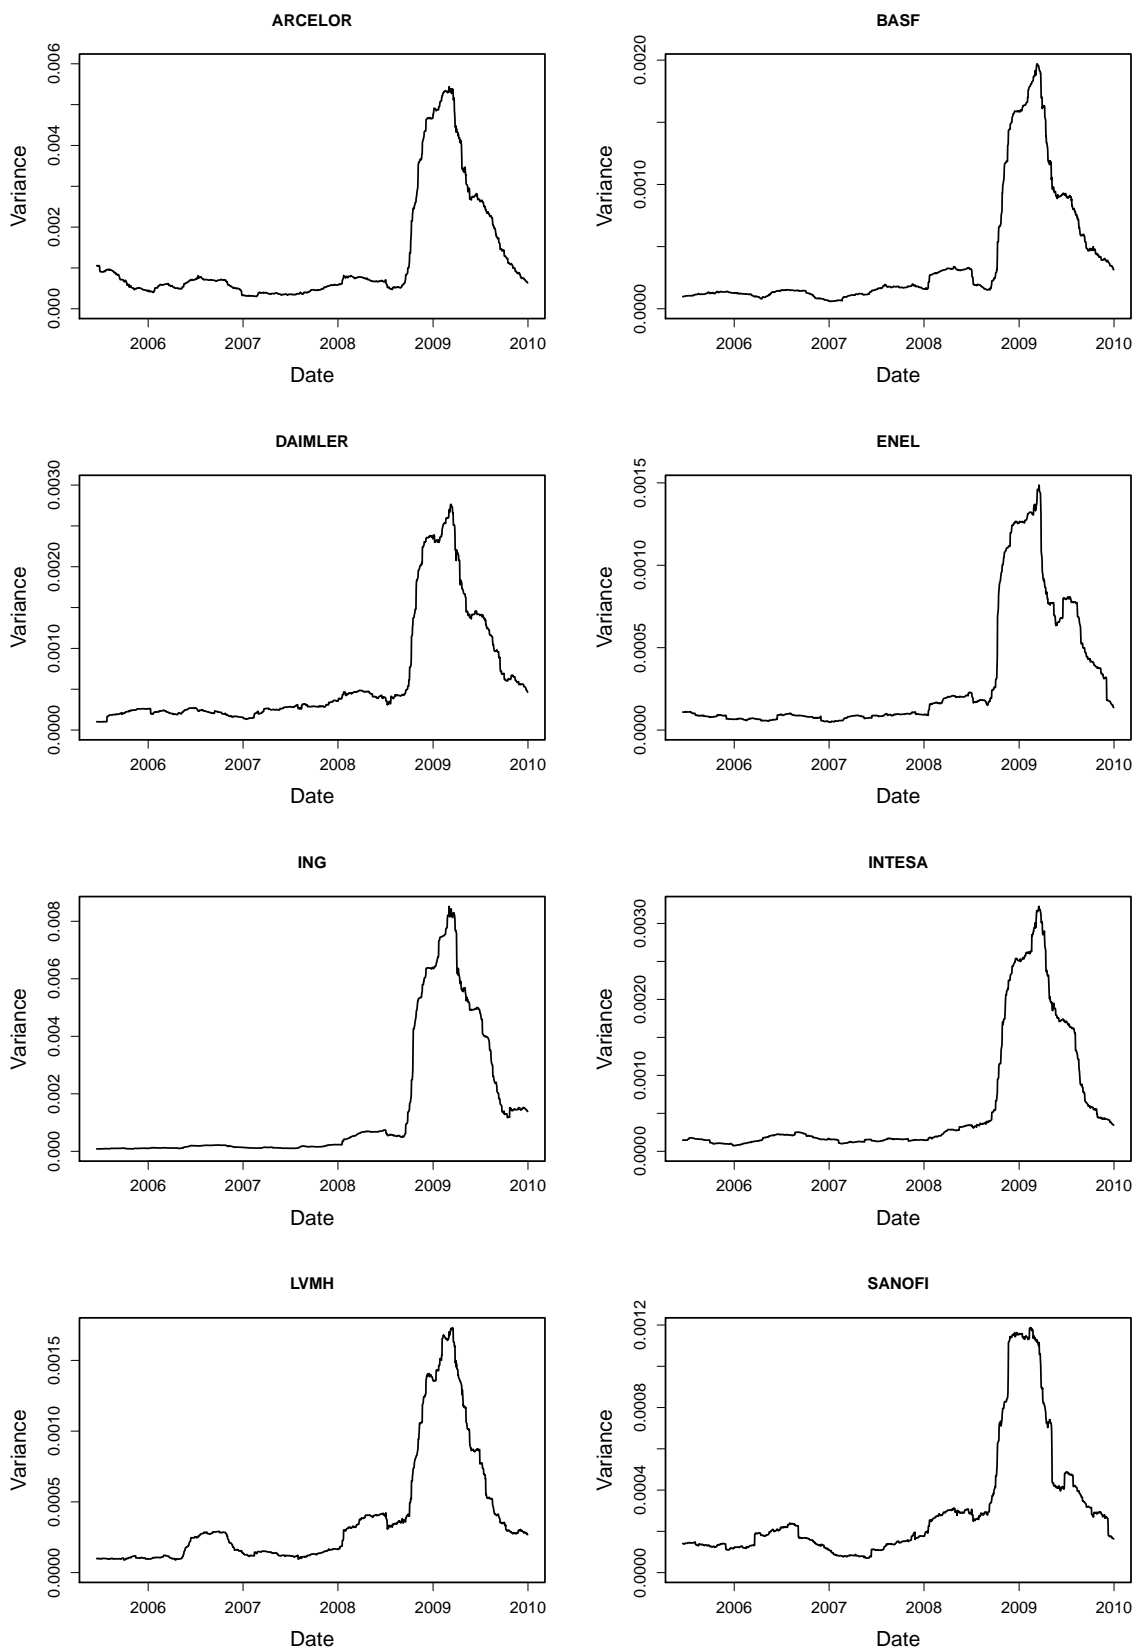 ARCELOR
Variance
0.000 0.002 0.004 0.006
2006 2007 2008 2009 2010
Date
BASF
Variance
0.0000 0.0010 0.0020
2006 2007 2008 2009 2010
Date
DAIMLER
Variance
0.0000 0.0010 0.0020 0.0030
2006 2007 2008 2009 2010
Date
ENEL
Variance
0.0000 0.0005 0.0010 0.0015
2006 2007 2008 2009 2010
Date
ING
Variance
0.000 0.002 0.004 0.006 0.008
2006 2007 2008 2009 2010
Date
INTESA
Variance
0.0000 0.0010 0.0020 0.0030
2006 2007 2008 2009 2010
Date
LVMH
Variance
0.0000 0.0005 0.0010 0.0015
2006 2007 2008 2009 2010
Date
SANOFI
Variance
0.0000 0.0004 0.0008 0.0012
2006 2007 2008 2009 2010
Date